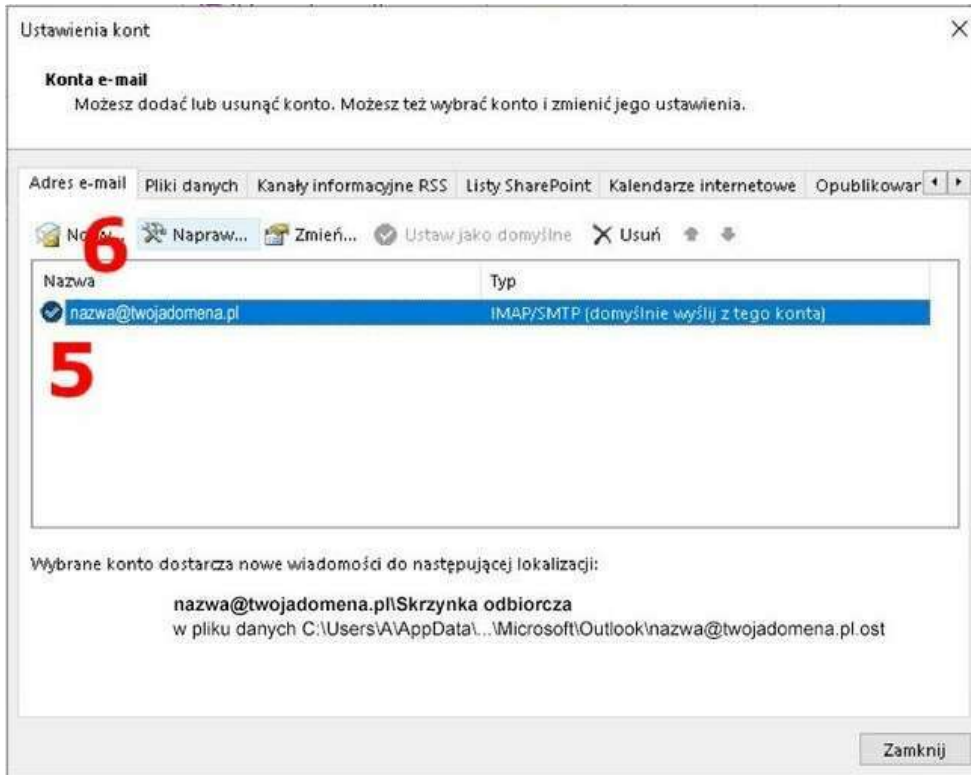 Ustawienia kont
Konta e-mail
Możesz dodać lub usunąć konto. Możesz też wybrać konto i zmienić jego ustawienia.
Adres e-mail Pliki danych Kanały informacyjne RSS Listy SharePoint Kalendarze internetowe Opublikowar
6 Napraw... Zmień... Ustaw jako domyślne Usuń
Nazwa Typ
nazwa@twojadomena.pl IMAP/SMTP (domyślnie wyślij z tego konta)
5
Wybrane konto dostarcza nowe wiadomości do następującej lokalizacji:
nazwa@twojadomena.pl\Skrzynka odbiorcza
w pliku danych C:\Users\A\AppData\...\Microsoft\Outlook\nazwa@twojadomena.pl.ost
Zamknij